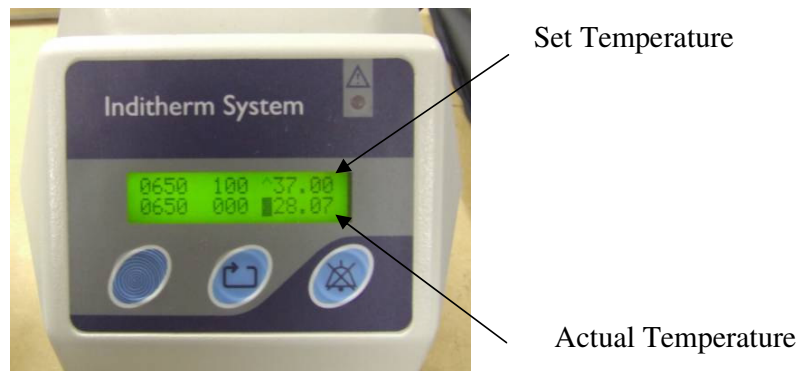 Set Temperature
Inditherm System
0650 100 ^37.00
0650 000 █28.07
Actual Temperature